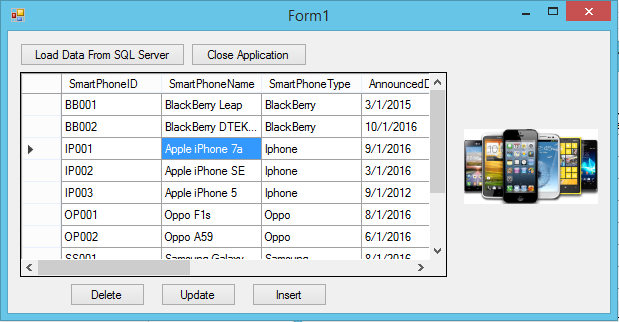 Form1
Load Data From SQL Server Close Application
SmartPhoneID SmartPhoneName SmartPhoneType AnnouncedD
BB001 BlackBerry Leap BlackBerry 3/1/2015
BB002 BlackBerry DTEK... BlackBerry 10/1/2016
IP001 Apple iPhone 7a Iphone 9/1/2016
IP002 Apple iPhone SE Iphone 3/1/2016
IP003 Apple iPhone 5 Iphone 9/1/2012
OP001 Oppo F1s Oppo 8/1/2016
OP002 Oppo A59 Oppo 6/1/2016
SS001 Samsung Galaxy Samsung 8/1/2016
Delete Update Insert